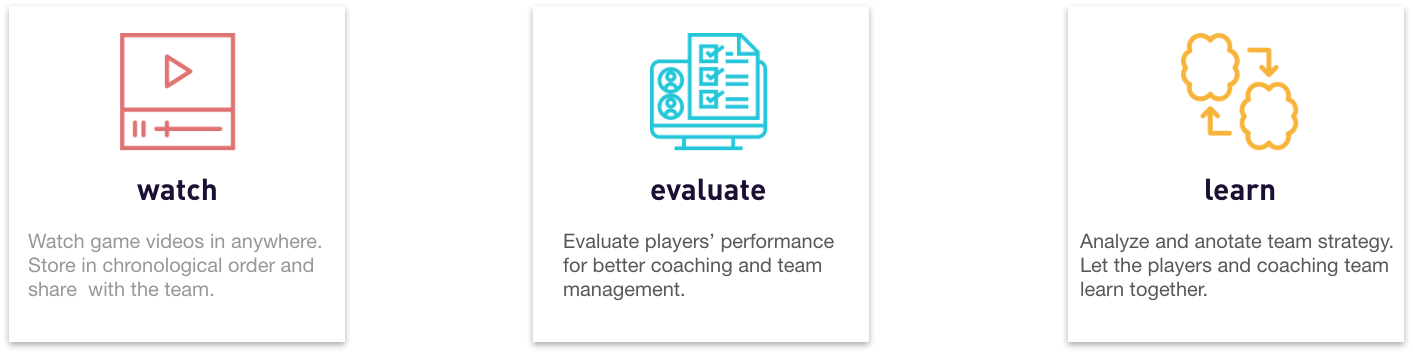 watch
Watch game videos in anywhere.
Store in chronological order and
share  with the team.
evaluate
Evaluate players’ performance
for better coaching and team
management.
learn
Analyze and anotate team strategy.
Let the players and coaching team
learn together.